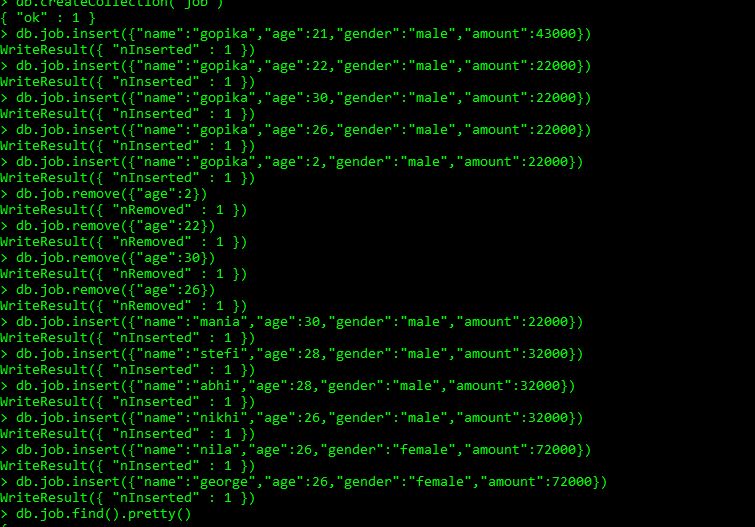 > db.createCollection("job")
{ "ok" : 1 }
> db.job.insert({"name":"gopika","age":21,gender":"male","amount":43000})
WriteResult({ "nInserted" : 1 })
> db.job.insert({"name":"gopika","age":22,"gender":"male","amount":22000})
WriteResult({ "nInserted" : 1 })
> db.job.insert({"name":"gopika","age":30,"gender":"male","amount":22000})
WriteResult({ "nInserted" : 1 })
> db.job.insert({"name":"gopika","age":26,"gender":"male","amount":22000})
WriteResult({ "nInserted" : 1 })
> db.job.insert({"name":"gopika","age":2,"gender":"male","amount":22000})
WriteResult({ "nInserted" : 1 })
> db.job.remove({"age":2})
WriteResult({ "nRemoved" : 1 })
> db.job.remove({"age":22})
WriteResult({ "nRemoved" : 1 })
> db.job.remove({"age":30})
WriteResult({ "nRemoved" : 1 })
> db.job.remove({"age":26})
WriteResult({ "nRemoved" : 1 })
> db.job.insert({"name":"mania","age":30,"gender":"male","amount":22000})
WriteResult({ "nInserted" : 1 })
> db.job.insert({"name":"stefi","age":28,"gender":"male","amount":32000})
WriteResult({ "nInserted" : 1 })
> db.job.insert({"name":"abhi","age":28,"gender":"male","amount":32000})
WriteResult({ "nInserted" : 1 })
> db.job.insert({"name":"nikhi","age":26,"gender":"male","amount":32000})
WriteResult({ "nInserted" : 1 })
> db.job.insert({"name":"nila","age":26,"gender":"female","amount":72000})
WriteResult({ "nInserted" : 1 })
> db.job.insert({"name":"george","age":26,"gender":"female","amount":72000})
WriteResult({ "nInserted" : 1 })
> db.job.find().pretty()